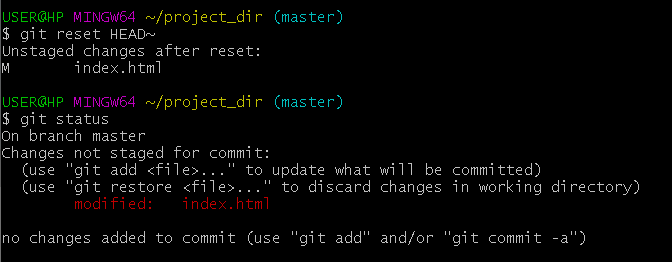 USER@HP MINGW64 ~/project_dir (master)
$ git reset HEAD~
Unstaged changes after reset:
M       index.html
USER@HP MINGW64 ~/project_dir (master)
$ git status
On branch master
Changes not staged for commit:
  (use "git add <file>..." to update what will be committed)
  (use "git restore <file>..." to discard changes in working directory)
        modified:   index.html
no changes added to commit (use "git add" and/or "git commit -a")